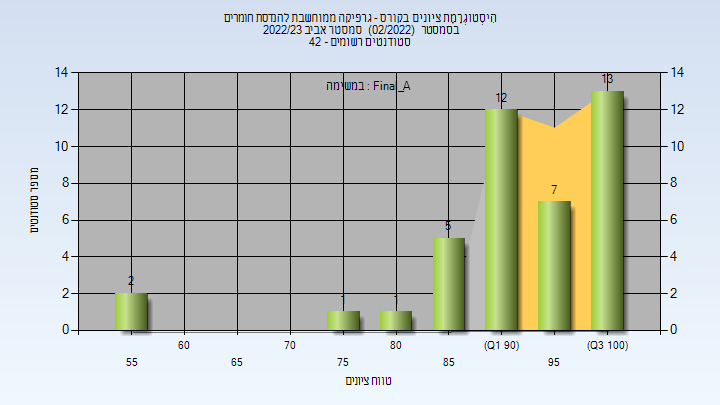 הִיסְטוֹגְרָמַת ציונים בקורס - גרפיקה ממוחשבת להנדסת חומרים
בסמסטר (02/2022) סמסטר אביב 2022/23
סטודנטים רשומים - 42
במשימה : Final_A
מספר סטודנטים
14 12 10 8 6 4 2 0
14 12 10 8 6 4 2 0
2 1 1 5 12 7 13
60 70 80 (Q1 90) (Q3 100)
55 65 75 85 95
טווח ציונים